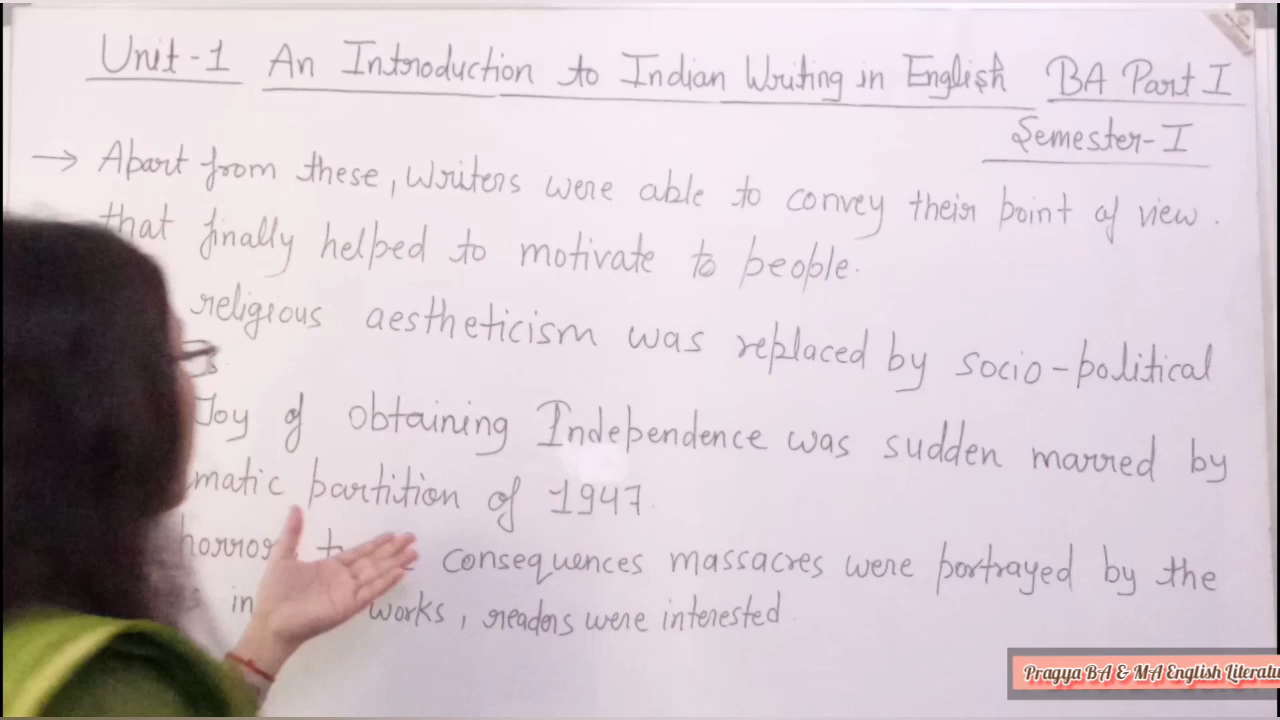 Unit-1 An Introduction to Indian Writing in English BA Part I
Semester-I
→ Apart from these, Writers were able to convey their point of view.
that finally helped to motivate to people.
religious aestheticism was replaced by socio-political
Joy of obtaining Independence was sudden marred by
matic partition of 1947.
horror consequences massacres were portrayed by the
in works, readers were interested
Pragya BA & MA English Literatu